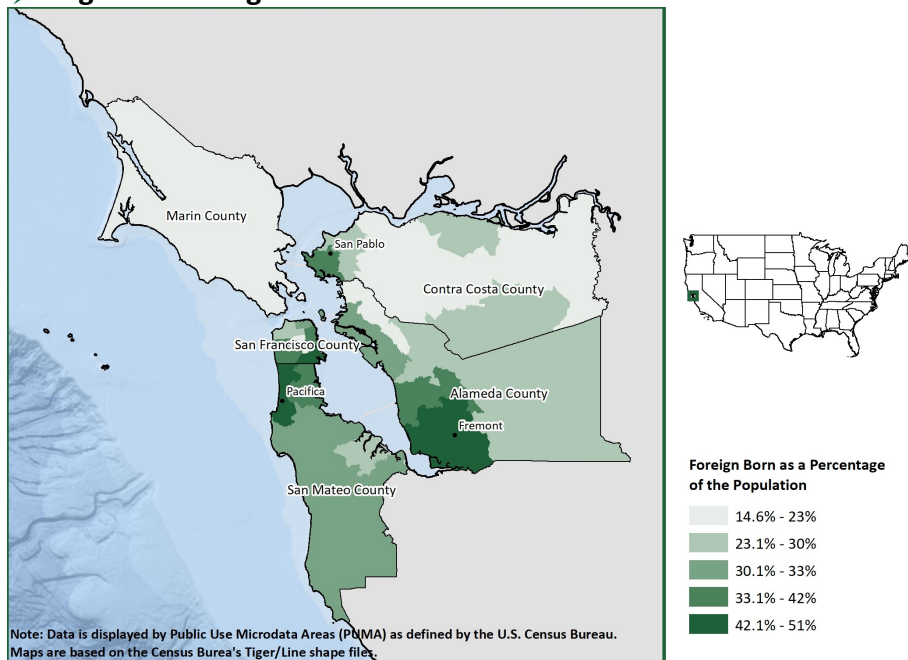 Marin County
San Pablo
Contra Costa County
San Francisco County
Pacifica
Alameda County
Fremont
San Mateo County
Foreign Born as a Percentage
of the Population
14.6% - 23%
23.1% - 30%
30.1% - 33%
33.1% - 42%
42.1% - 51%
Note: Data is displayed by Public Use Microdata Areas (PUMA) as defined by the U.S. Census Bureau.
Maps are based on the Census Burea's Tiger/Line shape files.